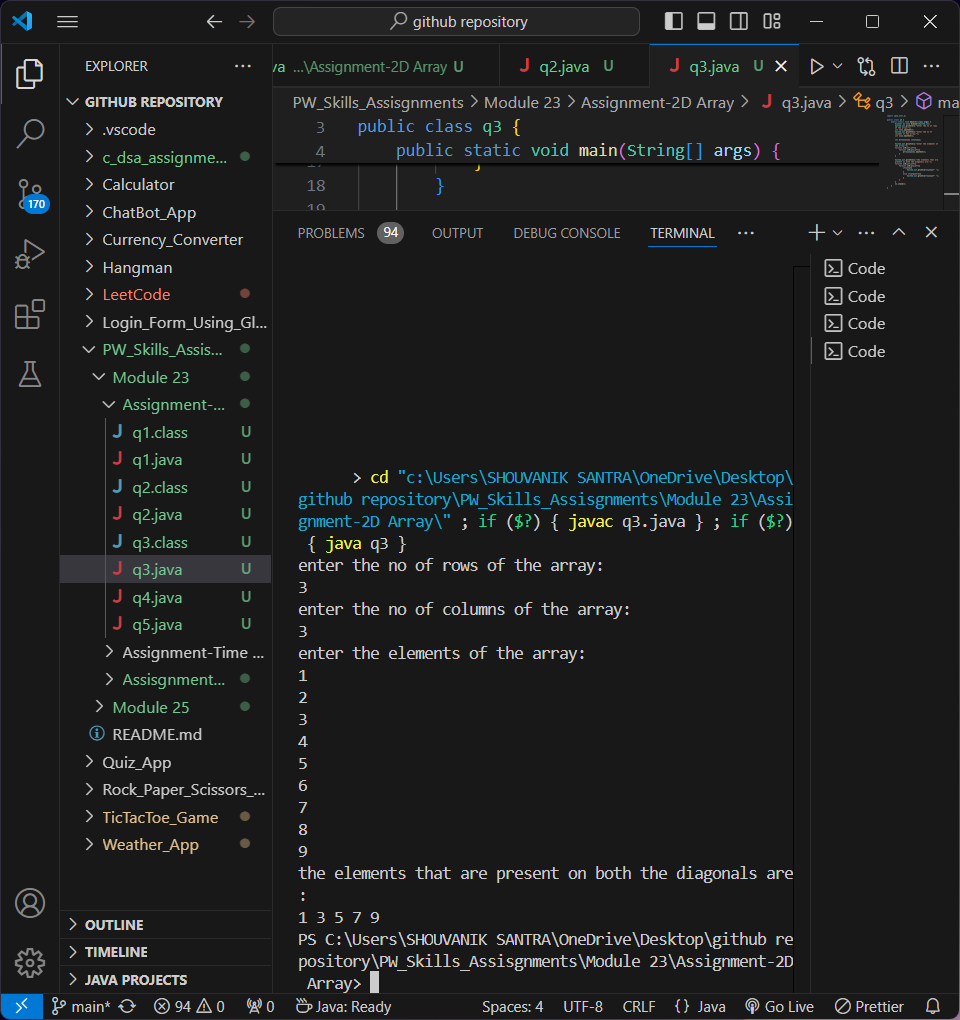 github repository
EXPLORER
va ...\Assignment-2D Array U
q2.java U
q3.java U
GITHUB REPOSITORY
.vscode
c_dsa_assignme...
Calculator
ChatBot_App
Currency_Converter
Hangman
LeetCode
Login_Form_Using_Gl...
PW_Skills_Assis...
Module 23
Assignment-...
q1.class U
q1.java U
q2.class U
q2.java U
q3.class U
q3.java U
q4.java U
q5.java U
Assignment-Time ...
Assisgnment...
Module 25
README.md
Quiz_App
Rock_Paper_Scissors_...
TicTacToe_Game
Weather_App
OUTLINE
TIMELINE
JAVA PROJECTS
170
PW_Skills_Assisgnments > Module 23 > Assignment-2D Array > q3.java > q3 > ma
3 public class q3 {
4 public static void main(String[] args) {
18 }
19
PROBLEMS 94 OUTPUT DEBUG CONSOLE TERMINAL ...
Code
Code
Code
Code
> cd "c:\Users\SHOUVANIK SANTRA\OneDrive\Desktop\
github repository\PW_Skills_Assisgnments\Module 23\Assi
gnment-2D Array\" ; if ($?) { javac q3.java } ; if ($?)
{ java q3 }
enter the no of rows of the array:
3
enter the no of columns of the array:
3
enter the elements of the array:
1
2
3
4
5
6
7
8
9
the elements that are present on both the diagonals are
:
1 3 5 7 9
PS C:\Users\SHOUVANIK SANTRA\OneDrive\Desktop\github re
pository\PW_Skills_Assisgnments\Module 23\Assignment-2D
Array>
main* 94 0 0 Java: Ready Spaces: 4 UTF-8 CRLF {} Java Go Live Prettier